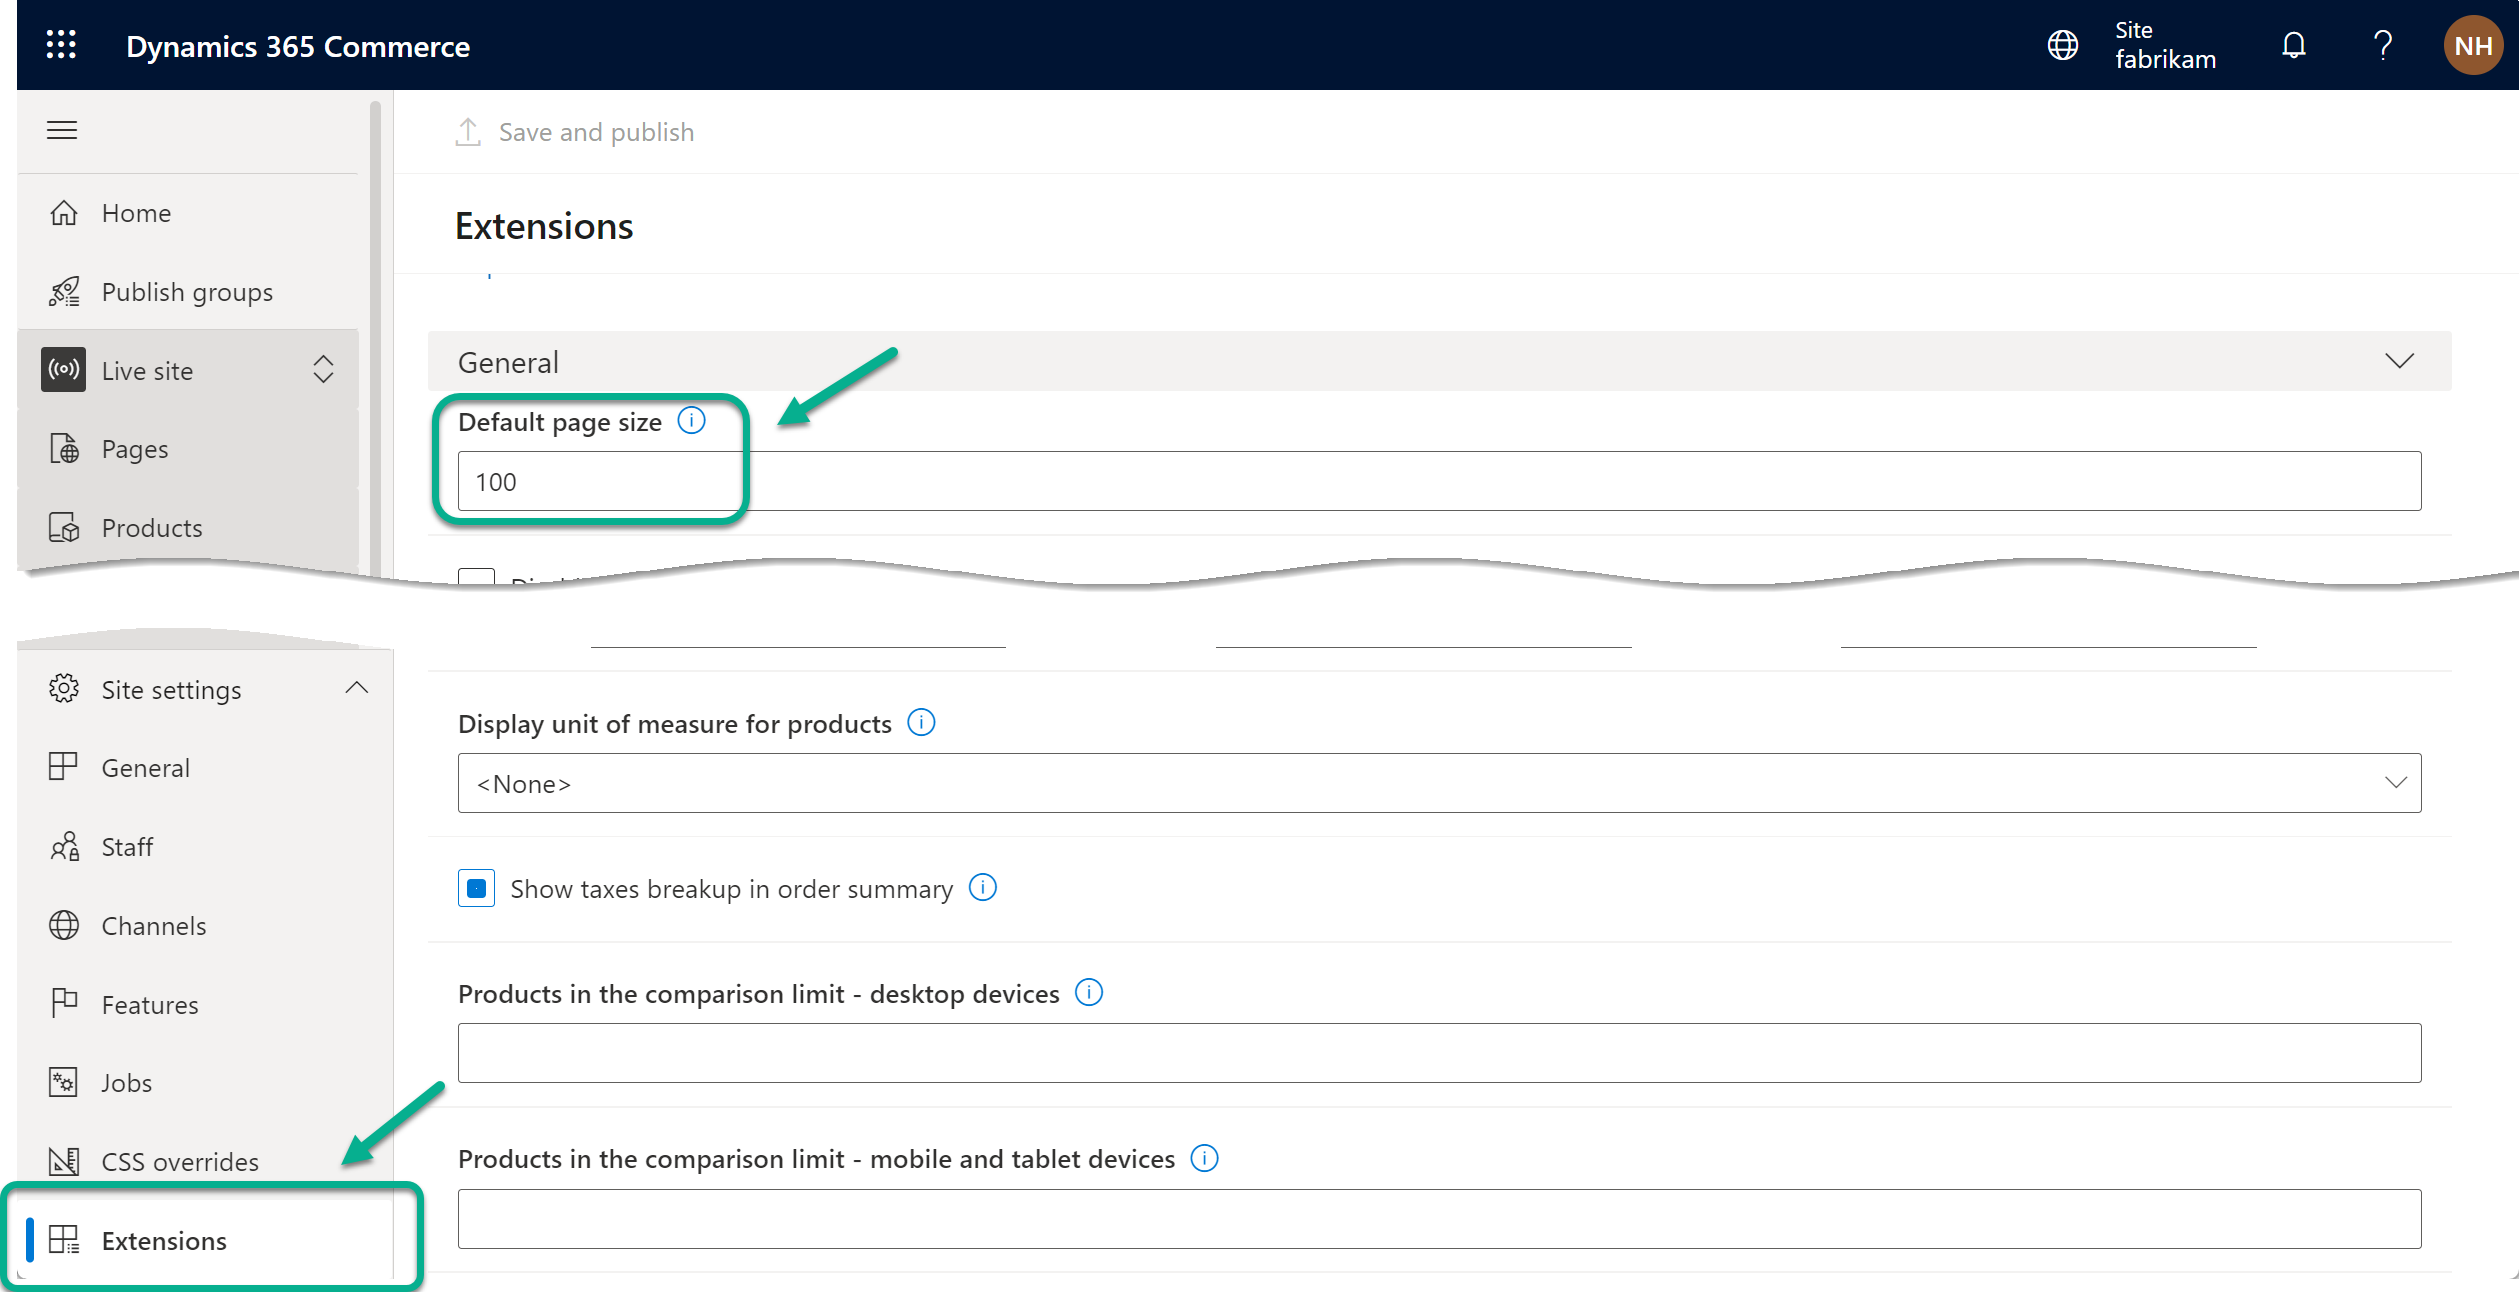 Dynamics 365 Commerce
Site
fabrikam
NH
Save and publish
Home
Publish groups
Live site
Pages
Products
Extensions
General
Default page size
100
Site settings
General
Staff
Channels
Features
Jobs
CSS overrides
Extensions
Display unit of measure for products
<None>
Show taxes breakup in order summary
Products in the comparison limit - desktop devices
Products in the comparison limit - mobile and tablet devices